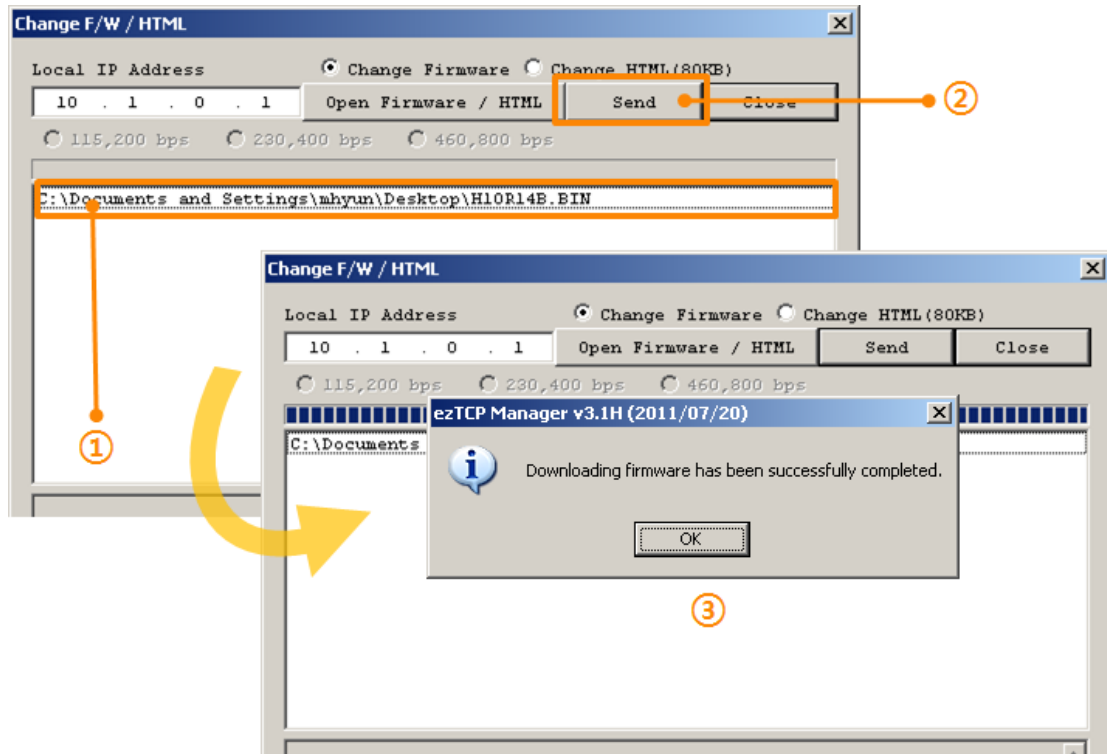 Change F/W / HTML
Local IP Address Change Firmware Change HTML(80KB)
10 . 1 . 0 . 1 Open Firmware / HTML Send Close
②
115,200 bps 230,400 bps 460,800 bps
C:\Documents and Settings\mhyun\Desktop\H10R14B.BIN
①
Change F/W / HTML
Local IP Address Change Firmware Change HTML(80KB)
10 . 1 . 0 . 1 Open Firmware / HTML Send Close
115,200 bps 230,400 bps 460,800 bps
C:\Documents
ezTCP Manager v3.1H (2011/07/20)
Downloading firmware has been successfully completed.
OK
③